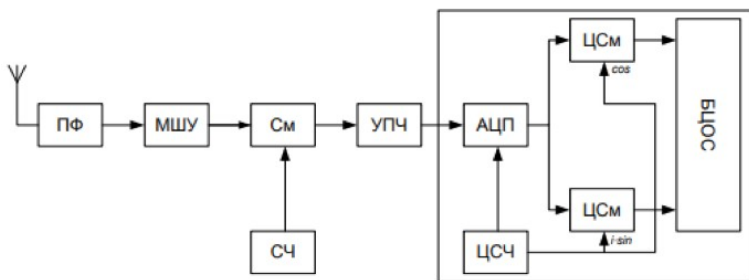 ЦСм
cos
ПФ
МШУ
См
УПЧ
АЦП
БЦОС
ЦСм
i·sin
СЧ
ЦСЧ